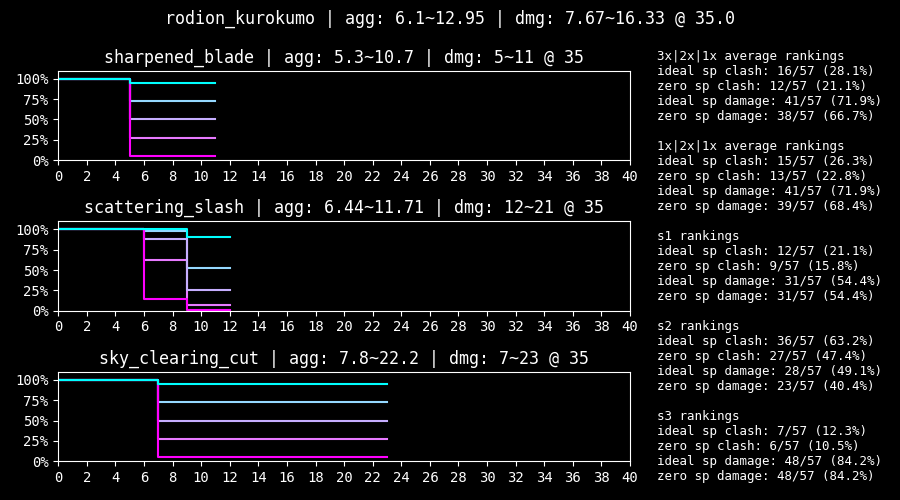 rodion_kurokumo | agg: 6.1~12.95 | dmg: 7.67~16.33 @ 35.0
sharpened_blade | agg: 5.3~10.7 | dmg: 5~11 @ 35
100%
75%
50%
25%
0%
0 2 4 6 8 10 12 14 16 18 20 22 24 26 28 30 32 34 36 38 40
scattering_slash | agg: 6.44~11.71 | dmg: 12~21 @ 35
100%
75%
50%
25%
0%
0 2 4 6 8 10 12 14 16 18 20 22 24 26 28 30 32 34 36 38 40
sky_clearing_cut | agg: 7.8~22.2 | dmg: 7~23 @ 35
100%
75%
50%
25%
0%
0 2 4 6 8 10 12 14 16 18 20 22 24 26 28 30 32 34 36 38 40
3x|2x|1x average rankings
ideal sp clash: 16/57 (28.1%)
zero sp clash: 12/57 (21.1%)
ideal sp damage: 41/57 (71.9%)
zero sp damage: 38/57 (66.7%)
1x|2x|1x average rankings
ideal sp clash: 15/57 (26.3%)
zero sp clash: 13/57 (22.8%)
ideal sp damage: 41/57 (71.9%)
zero sp damage: 39/57 (68.4%)
s1 rankings
ideal sp clash: 12/57 (21.1%)
zero sp clash: 9/57 (15.8%)
ideal sp damage: 31/57 (54.4%)
zero sp damage: 31/57 (54.4%)
s2 rankings
ideal sp clash: 36/57 (63.2%)
zero sp clash: 27/57 (47.4%)
ideal sp damage: 28/57 (49.1%)
zero sp damage: 23/57 (40.4%)
s3 rankings
ideal sp clash: 7/57 (12.3%)
zero sp clash: 6/57 (10.5%)
ideal sp damage: 48/57 (84.2%)
zero sp damage: 48/57 (84.2%)